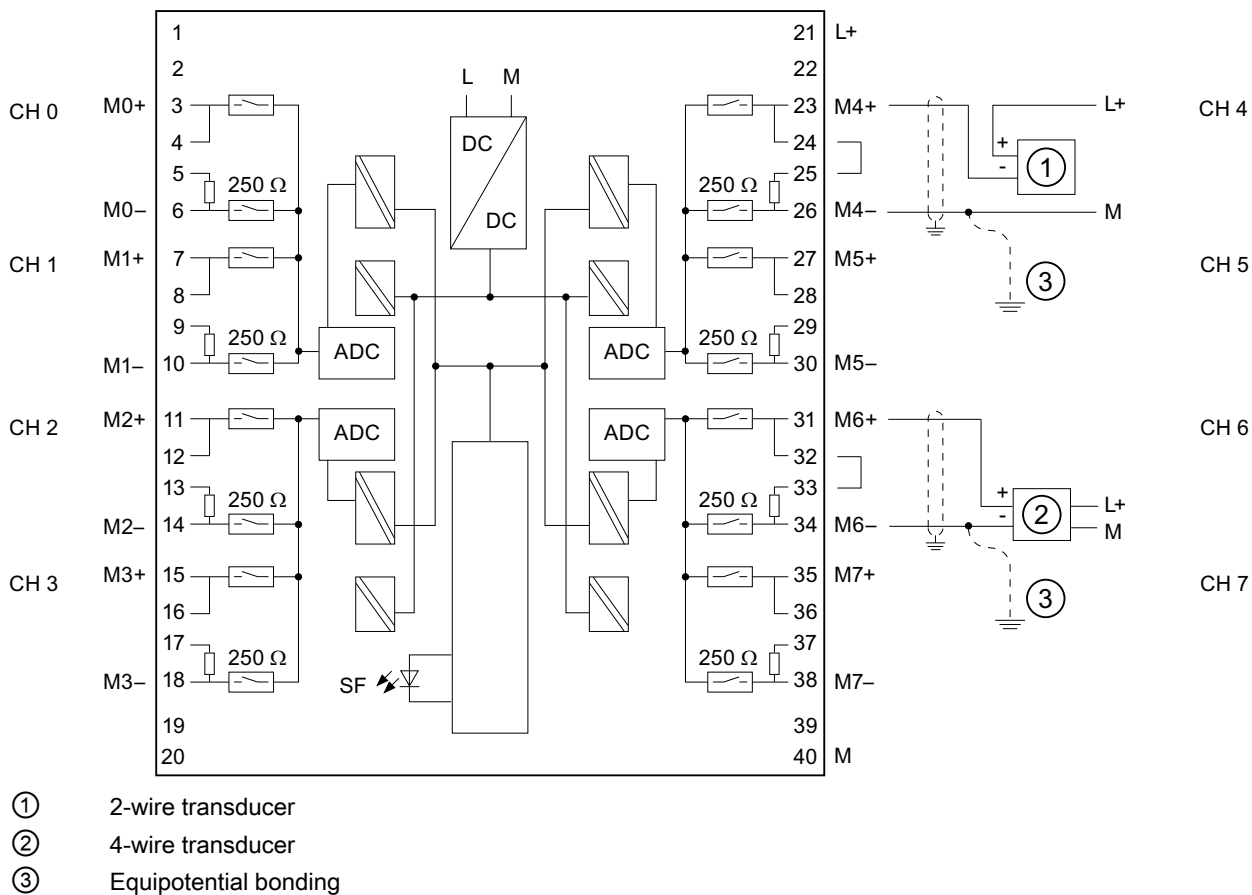 1 21 L+
2 22
L M
CH 0 M0+ 3 23 M4+ L+ CH 4
DC
4 24 +
5 25 - 1
250 Ω 250 Ω
M0– 6 26 M4– M
DC
CH 1 M1+ 7 27 M5+ CH 5
3
8 28
9 29
250 Ω ADC ADC 250 Ω
M1– 10 30 M5–
CH 2 M2+ 11 31 M6+ CH 6
ADC ADC
12 32
13 33
250 Ω 250 Ω + L+
- 2
M2– 14 34 M6– M
CH 3 M3+ 15 35 M7+ CH 7
3
16 36
17 37
250 Ω 250 Ω
M3– 18 SF 38 M7–
19 39
20 40 M
1 2-wire transducer
2 4-wire transducer
3 Equipotential bonding